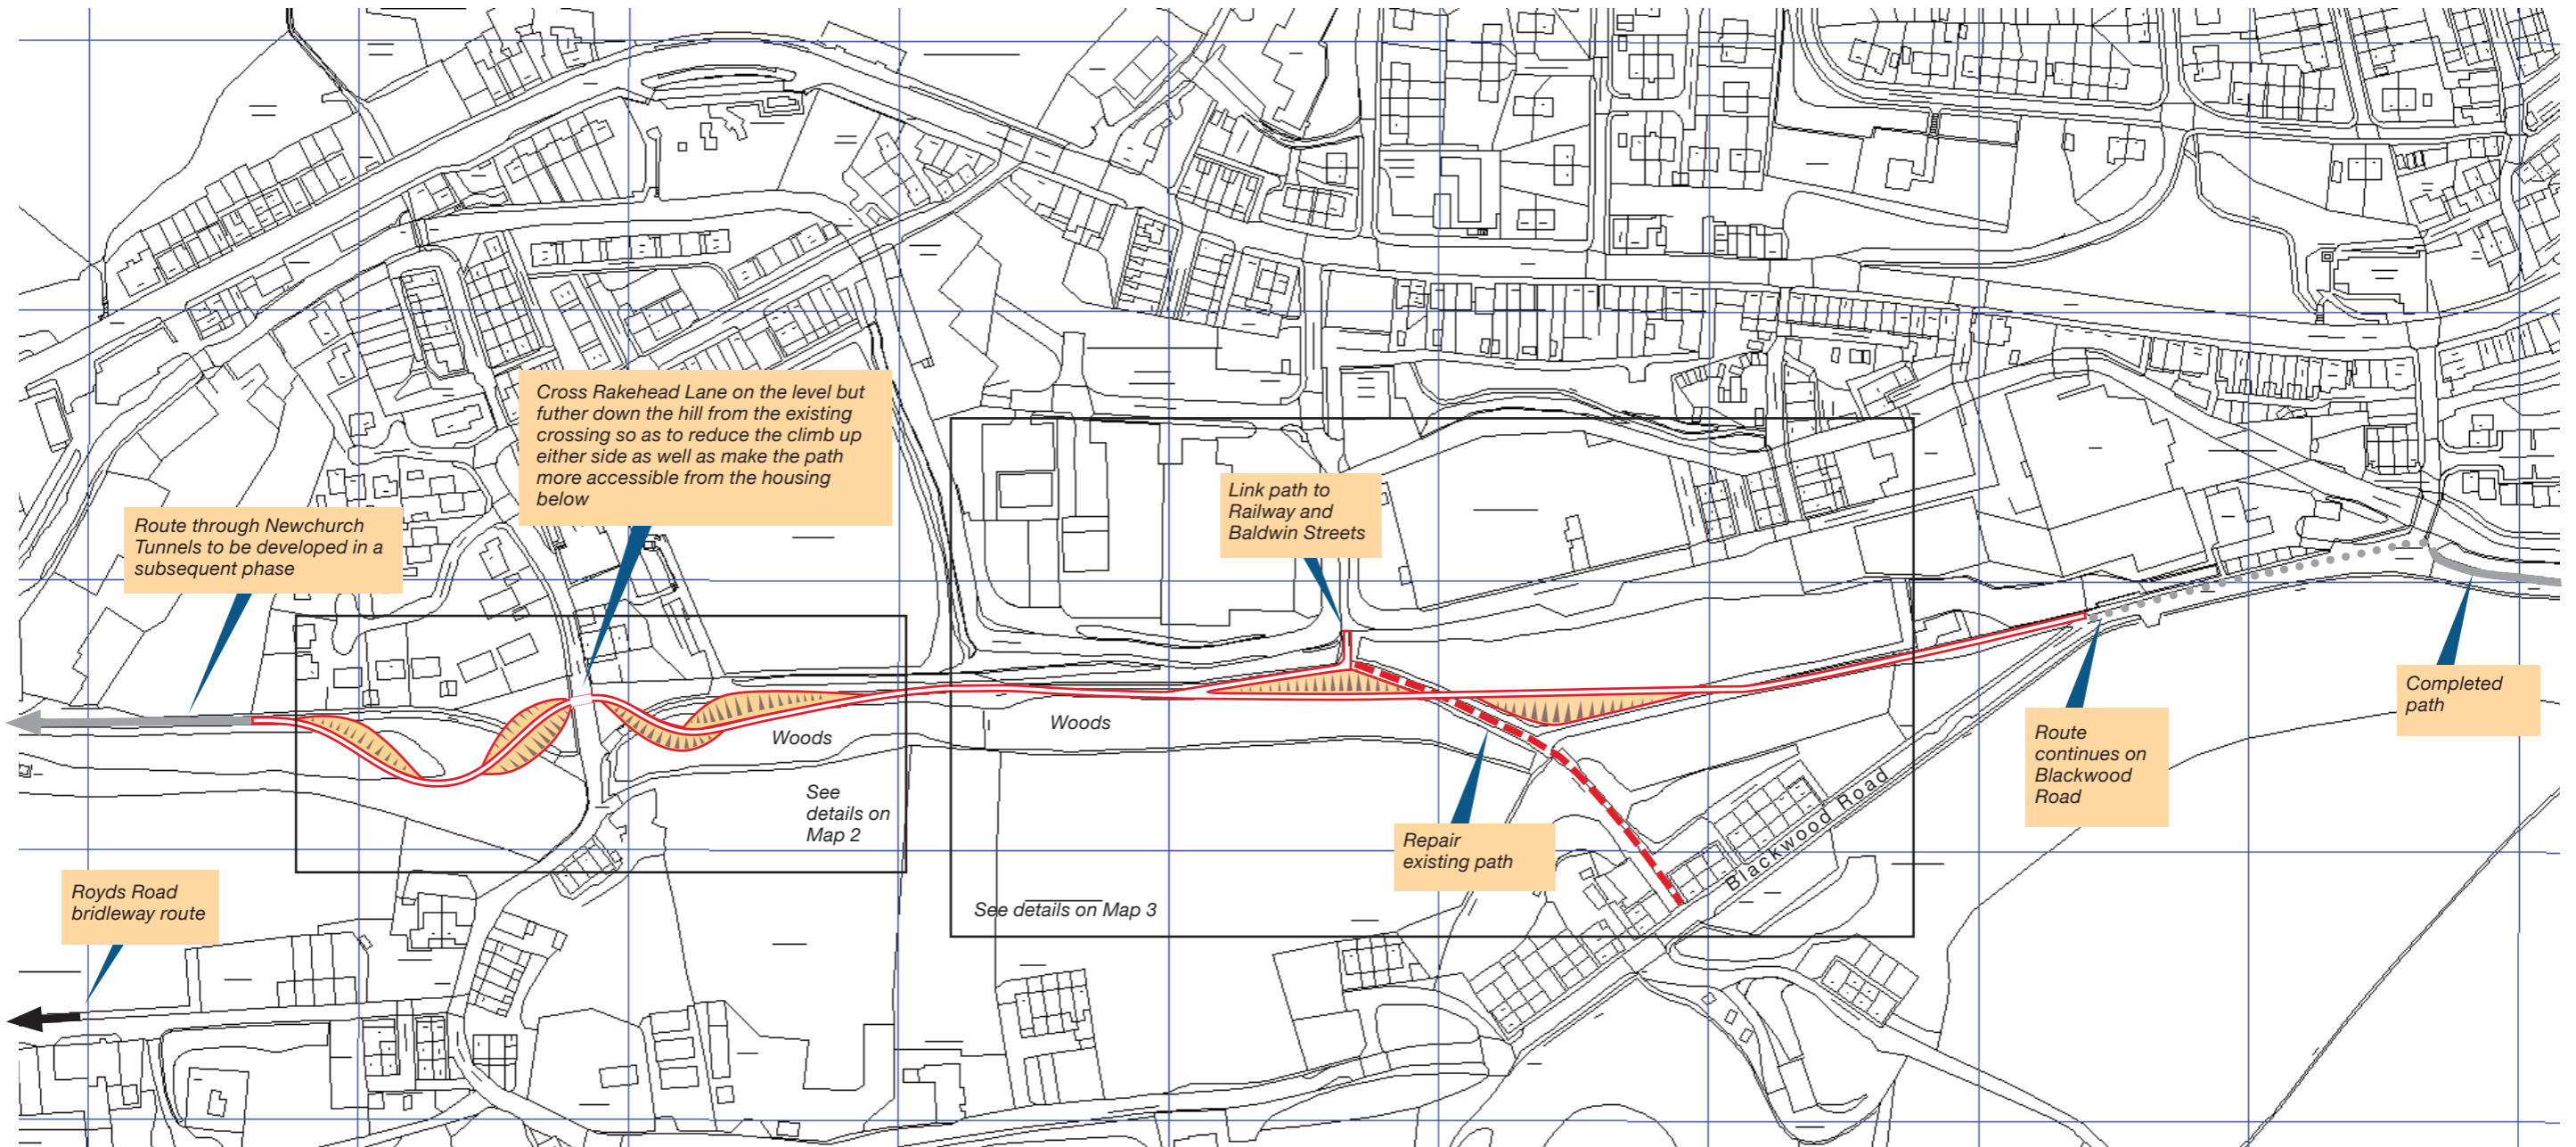 Cross Rakehead Lane on the level but
futher down the hill from the existing
crossing so as to reduce the climb up
either side as well as make the path
more accessible from the housing
below
Link path to
Railway and
Baldwin Streets
Route through Newchurch
Tunnels to be developed in a
subsequent phase
Completed
path
Woods
Woods
Route
continues on
Blackwood
Road
See
details on
Map 2
Repair
existing path
Blackwood Road
Royds Road
bridleway route
See details on Map 3